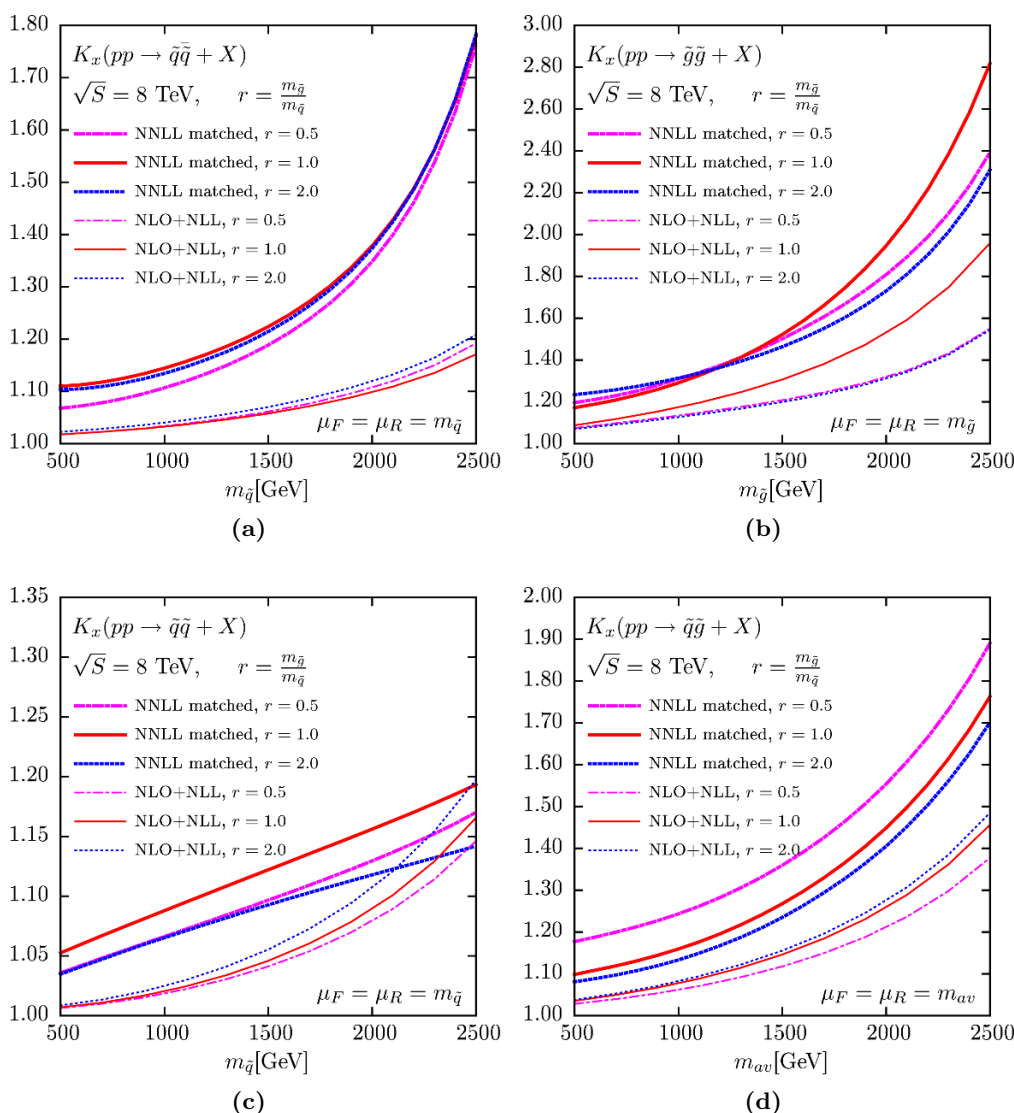 1.80
1.70
1.60
1.50
1.40
1.30
1.20
1.10
1.00
K_x(pp → q̃q̃̄ + X)
√S = 8 TeV, r = m_g̃/m_q̃
NNLL matched, r = 0.5
NNLL matched, r = 1.0
NNLL matched, r = 2.0
NLO+NLL, r = 0.5
NLO+NLL, r = 1.0
NLO+NLL, r = 2.0
μ_F = μ_R = m_q̃
500 1000 1500 2000 2500
m_q̃[GeV]
(a)
3.00
2.80
2.60
2.40
2.20
2.00
1.80
1.60
1.40
1.20
1.00
K_x(pp → g̃g̃ + X)
√S = 8 TeV, r = m_g̃/m_q̃
NNLL matched, r = 0.5
NNLL matched, r = 1.0
NNLL matched, r = 2.0
NLO+NLL, r = 0.5
NLO+NLL, r = 1.0
NLO+NLL, r = 2.0
μ_F = μ_R = m_g̃
500 1000 1500 2000 2500
m_g̃[GeV]
(b)
1.35
1.30
1.25
1.20
1.15
1.10
1.05
1.00
K_x(pp → q̃q̃ + X)
√S = 8 TeV, r = m_g̃/m_q̃
NNLL matched, r = 0.5
NNLL matched, r = 1.0
NNLL matched, r = 2.0
NLO+NLL, r = 0.5
NLO+NLL, r = 1.0
NLO+NLL, r = 2.0
μ_F = μ_R = m_q̃
500 1000 1500 2000 2500
m_q̃[GeV]
(c)
2.00
1.90
1.80
1.70
1.60
1.50
1.40
1.30
1.20
1.10
1.00
K_x(pp → q̃g̃ + X)
√S = 8 TeV, r = m_g̃/m_q̃
NNLL matched, r = 0.5
NNLL matched, r = 1.0
NNLL matched, r = 2.0
NLO+NLL, r = 0.5
NLO+NLL, r = 1.0
NLO+NLL, r = 2.0
μ_F = μ_R = m_av
500 1000 1500 2000 2500
m_av[GeV]
(d)